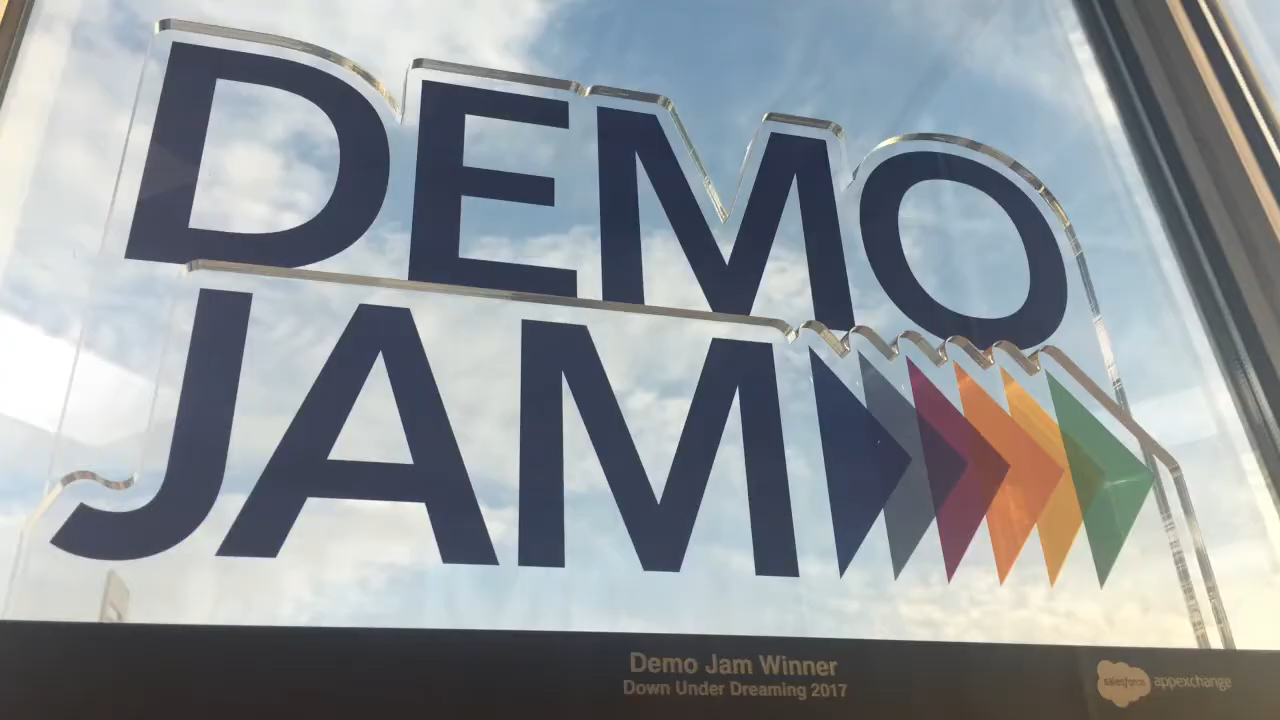 DEMO
JAM
Demo Jam Winner
Down Under Dreaming 2017
salesforce appexchange